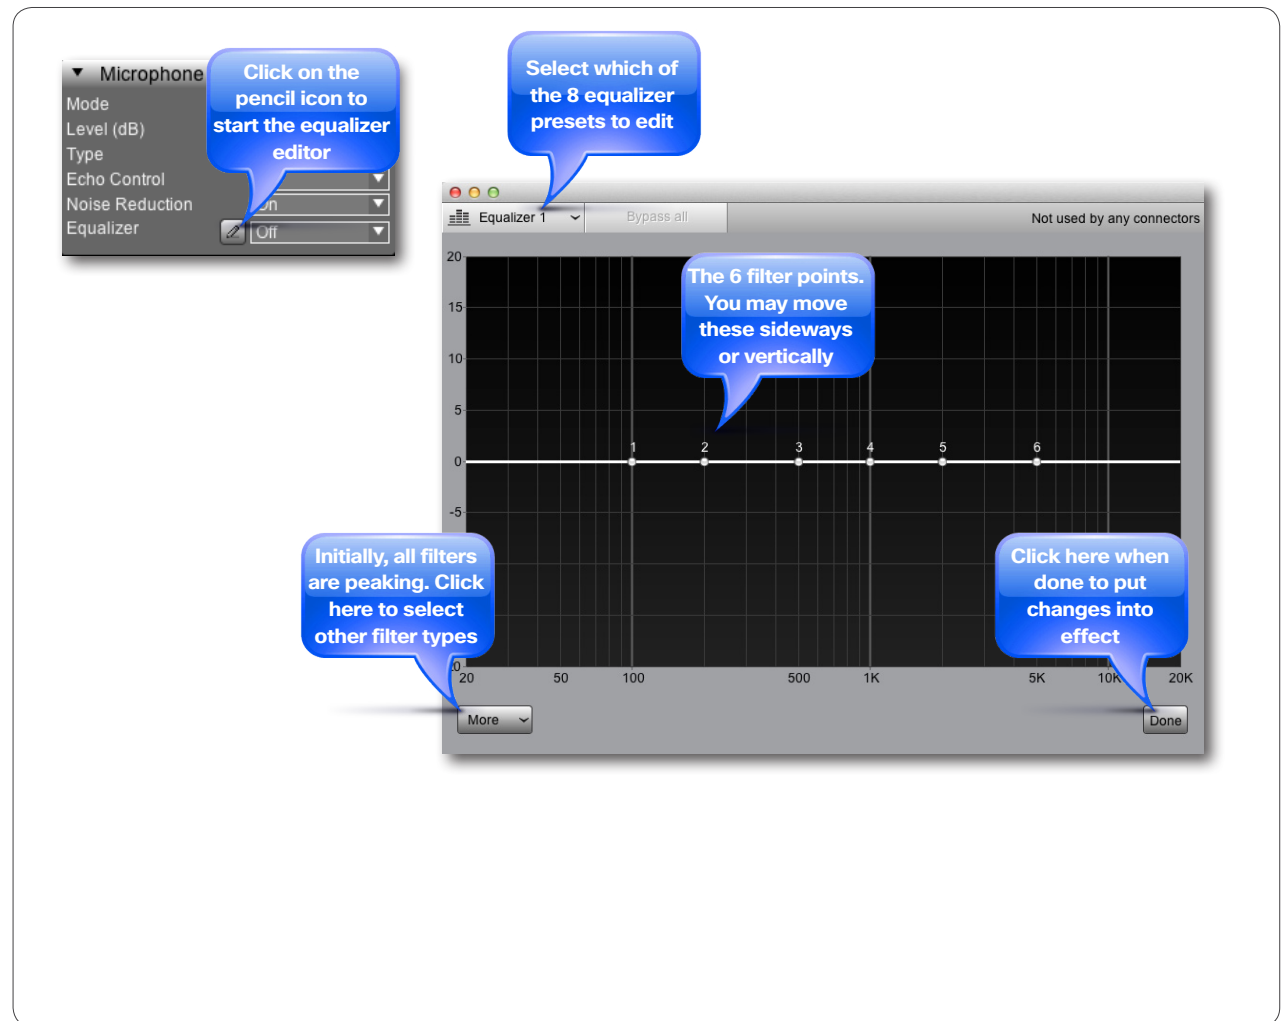 Microphone
Mode
Level (dB)
Type
Echo Control
Noise Reduction
On
Equalizer
Off
Click on the
pencil icon to
start the equalizer
editor
Select which of
the 8 equalizer
presets to edit
Equalizer 1
Bypass all
Not used by any connectors
The 6 filter points.
You may move
these sideways
or vertically
20
15
10
5
0
-5
1 2 3 4 5 6
Initially, all filters
are peaking. Click
here to select
other filter types
Click here when
done to put
changes into
effect
20 50 100 500 1K 5K 10K 20K
More
Done